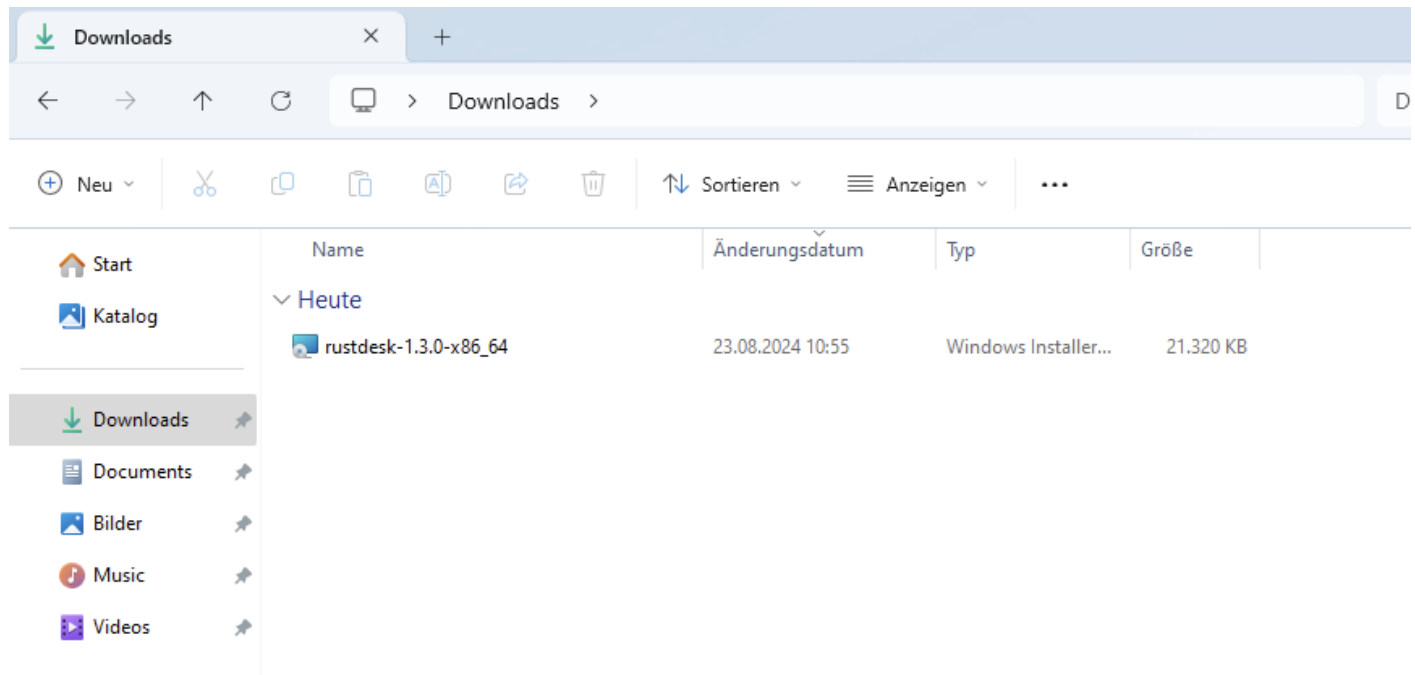 Downloads
Downloads
D
Neu
Sortieren
Anzeigen
Start
Katalog
Downloads
Documents
Bilder
Music
Videos
Name Änderungsdatum Typ Größe
Heute
rustdesk-1.3.0-x86_64 23.08.2024 10:55 Windows Installer... 21.320 KB